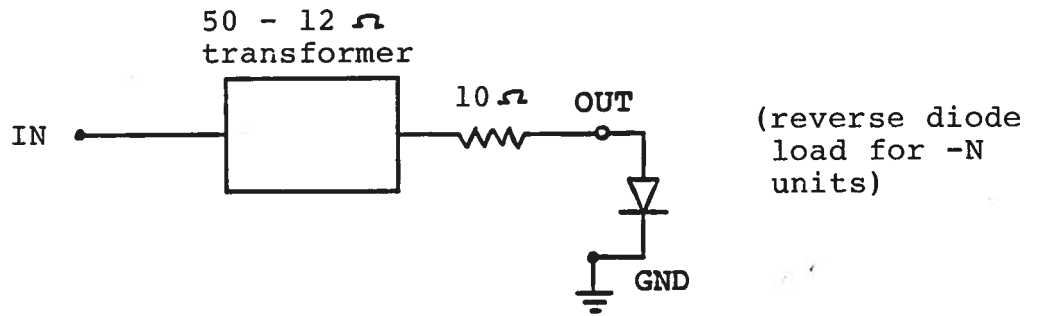 50 - 12 Ω
transformer
10 Ω
OUT
IN
(reverse diode
load for -N
units)
GND